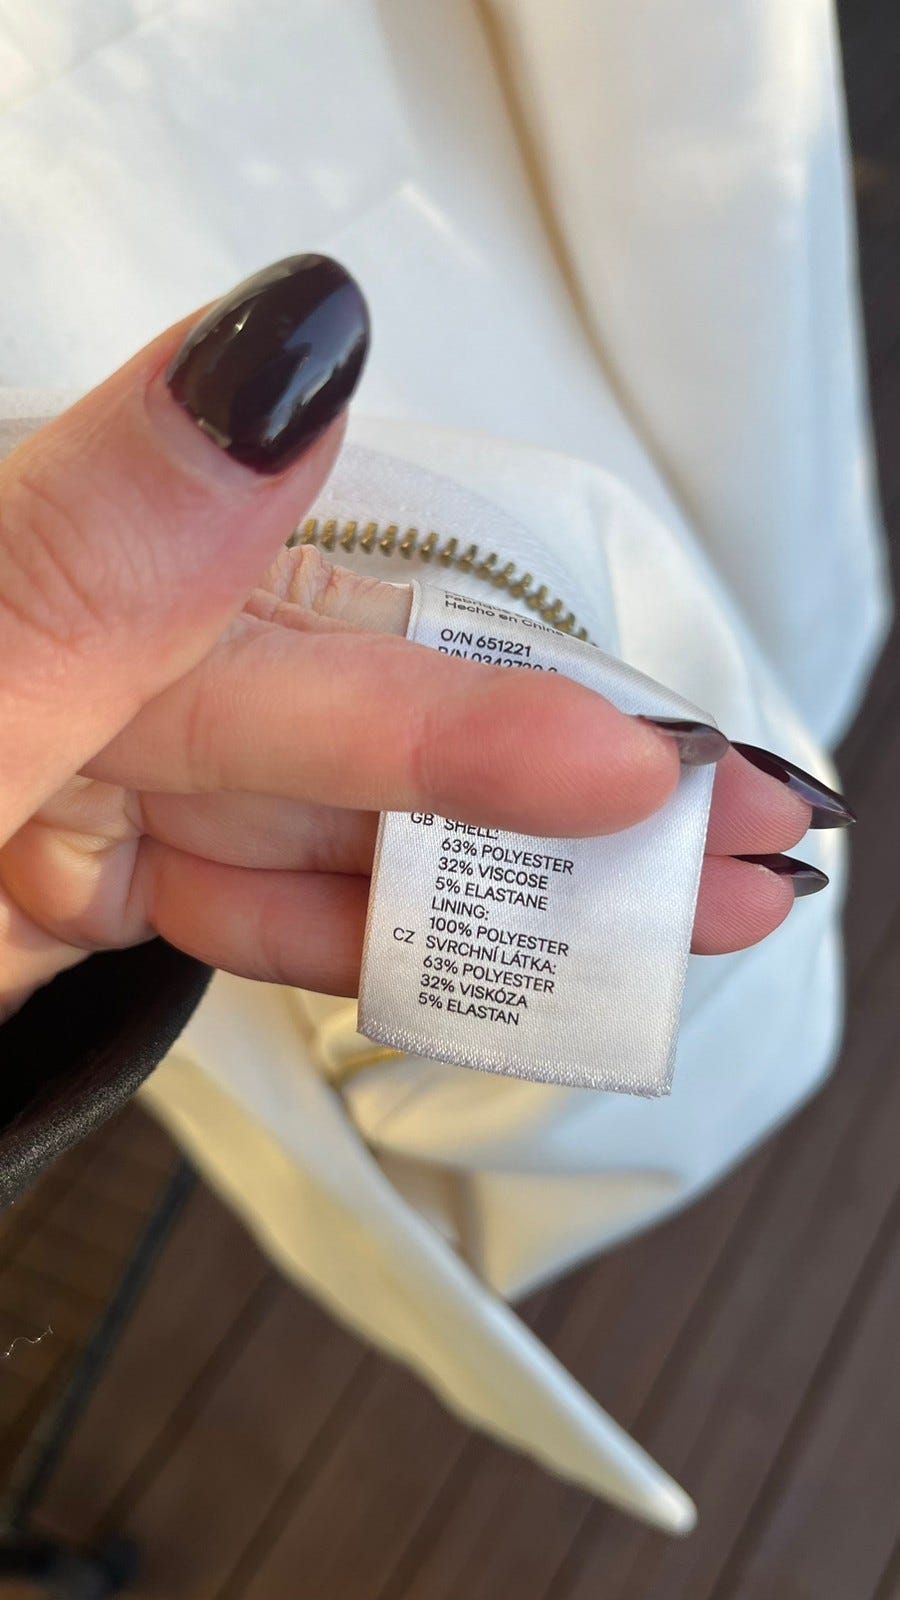 Hecho en China
O/N 651221
GB SHELL:
63% POLYESTER
32% VISCOSE
5% ELASTANE
LINING:
100% POLYESTER
CZ SVRCHNÍ LÁTKA:
63% POLYESTER
32% VISKÓZA
5% ELASTAN